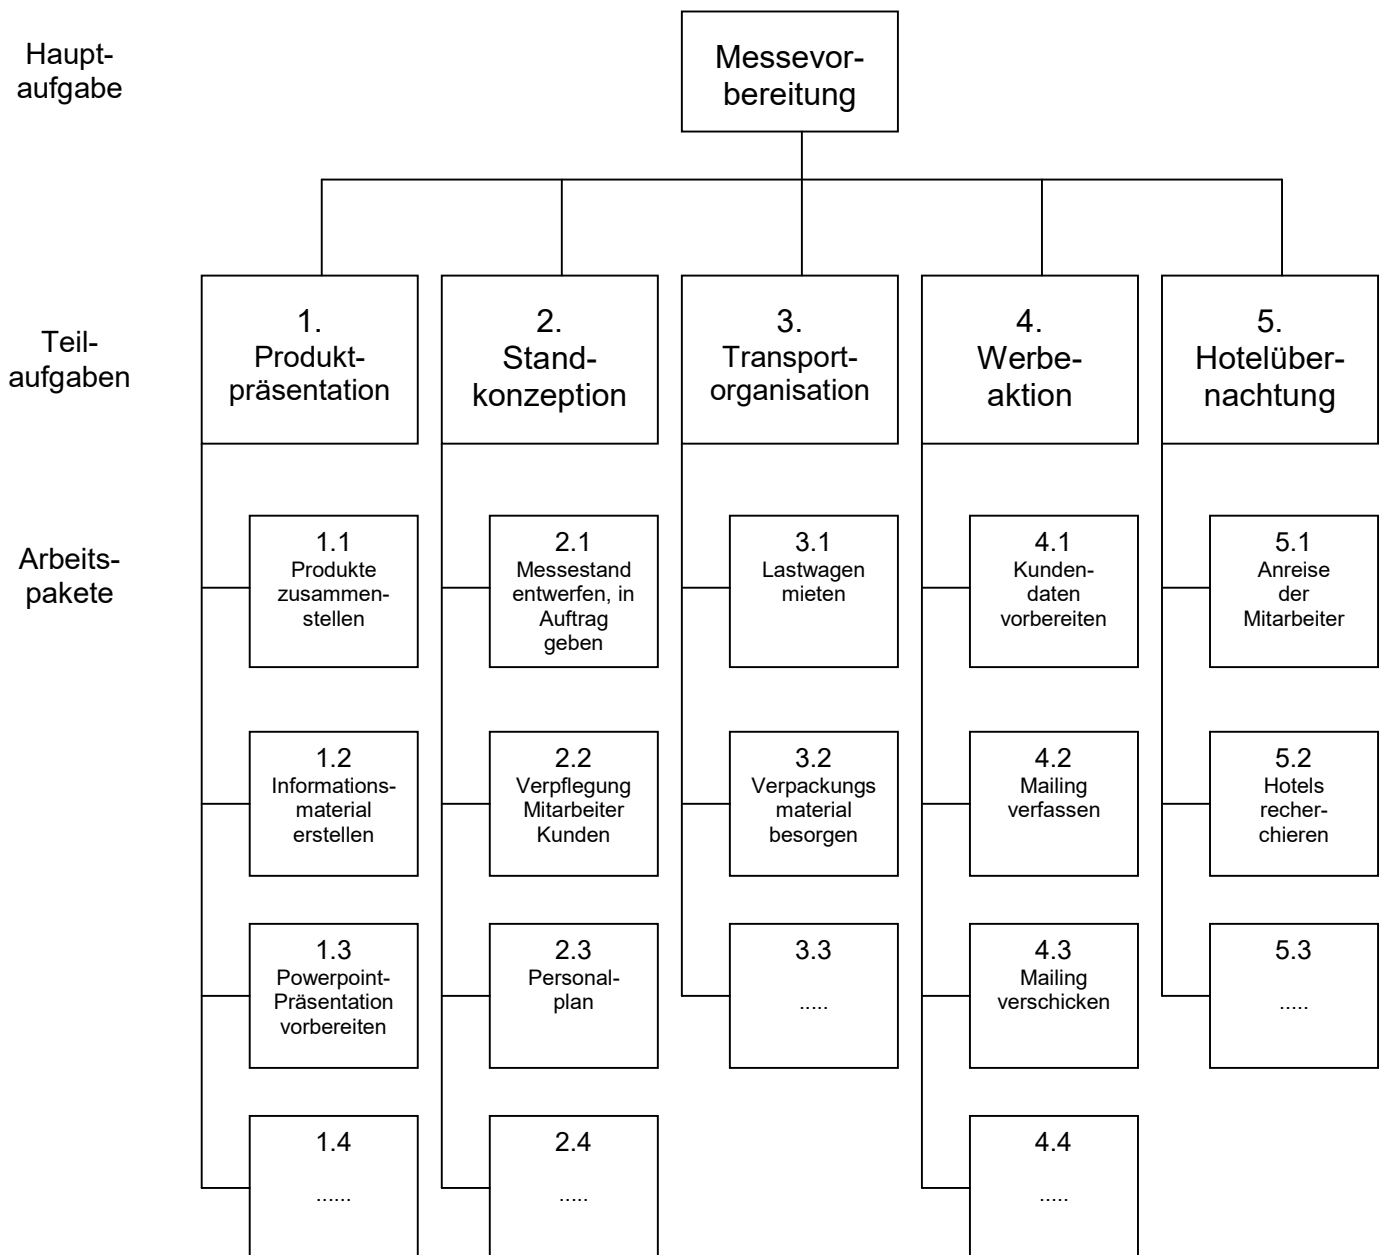 Haupt-
aufgabe
Messevor-
bereitung
Teil-
aufgaben
1.
Produkt-
präsentation
2.
Stand-
konzeption
3.
Transport-
organisation
4.
Werbe-
aktion
5.
Hotelüber-
nachtung
Arbeits-
pakete
1.1
Produkte
zusammen-
stellen
2.1
Messestand
entwerfen, in
Auftrag
geben
3.1
Lastwagen
mieten
4.1
Kunden-
daten
vorbereiten
5.1
Anreise
der
Mitarbeiter
1.2
Informations-
material
erstellen
2.2
Verpflegung
Mitarbeiter
Kunden
3.2
Verpackungs
material
besorgen
4.2
Mailing
verfassen
5.2
Hotels
recher-
chieren
1.3
Powerpoint-
Präsentation
vorbereiten
2.3
Personal-
plan
3.3
.....
4.3
Mailing
verschicken
5.3
.....
1.4
......
2.4
.....
4.4
.....